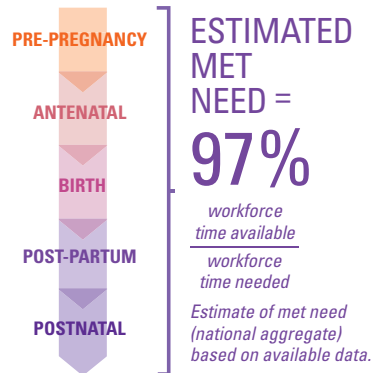 PRE-PREGNANCY
ANTENATAL
BIRTH
POST-PARTUM
POSTNATAL
ESTIMATED
MET
NEED =
97%
workforce
time available
workforce
time needed
Estimate of met need
(national aggregate)
based on available data.